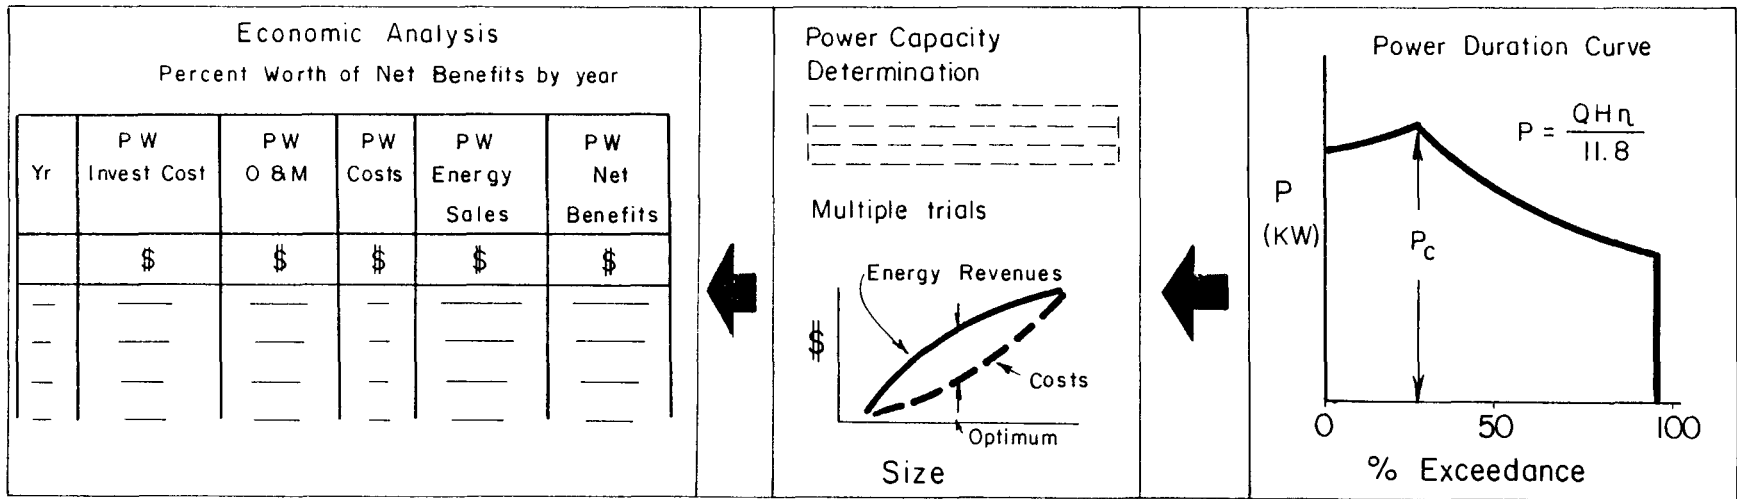 Economic Analysis
Percent Worth of Net Benefits by year
Yr
PW
Invest Cost
PW
O & M
PW
Costs
PW
Energy
Sales
PW
Net
Benefits
$ $ $ $ $
Power Capacity
Determination
Multiple trials
Energy Revenues
$
Costs
Optimum
Size
Power Duration Curve
P = QHη / 11.8
P
(KW)
Pc
0 50 100
% Exceedance